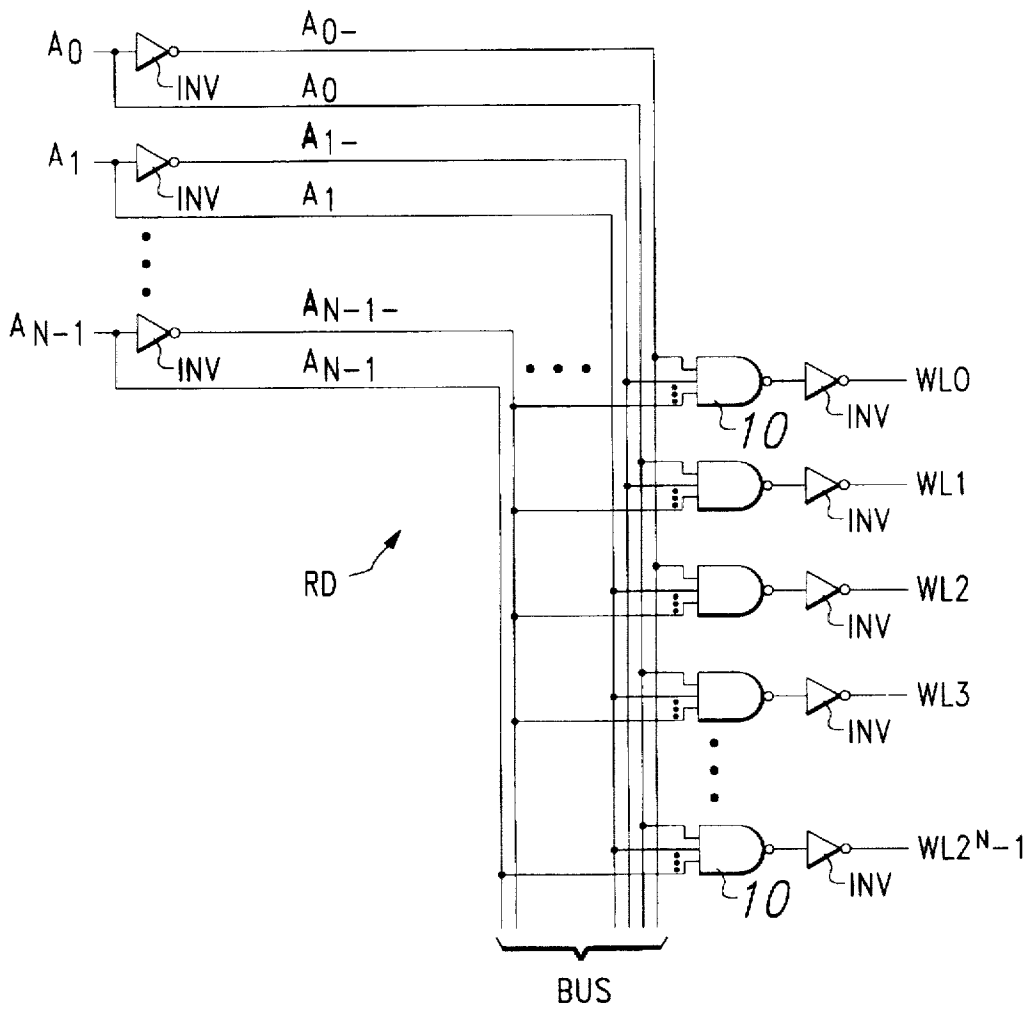 A0
A0-
INV
A0
A1
A1-
INV
A1
AN-1
AN-1-
INV
AN-1
WL0
INV
10
WL1
INV
RD
WL2
INV
WL3
INV
WL2ᴺ-1
INV
10
BUS